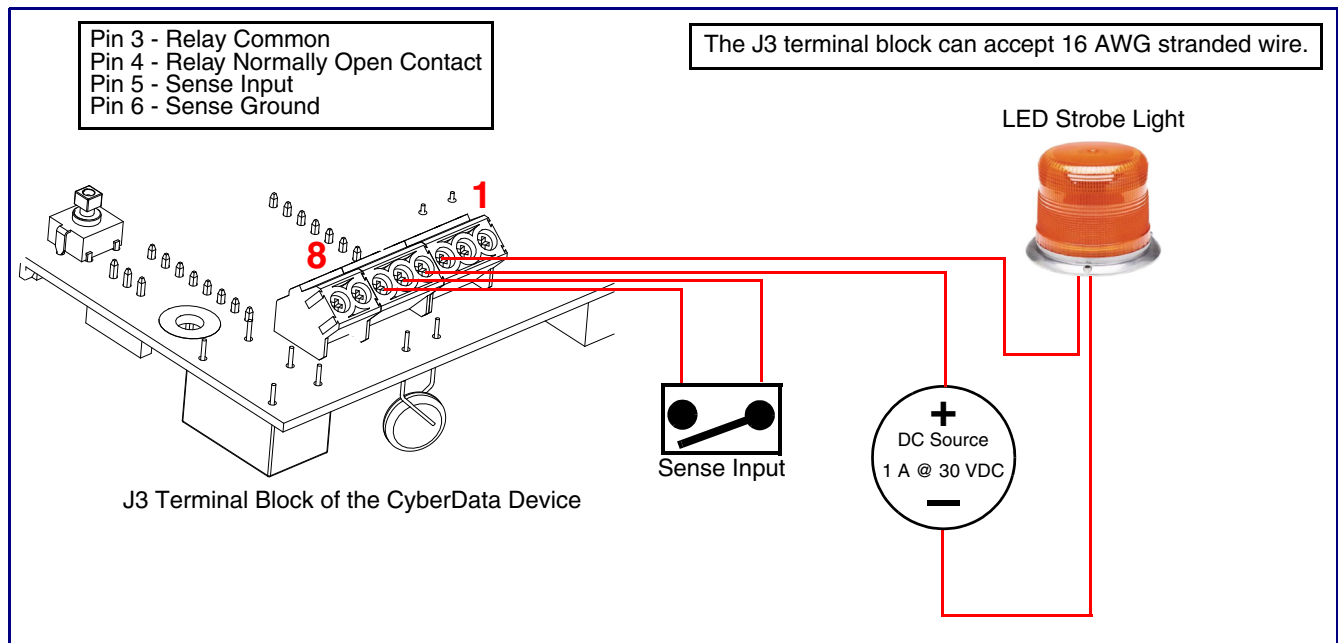 Pin 3 - Relay Common
Pin 4 - Relay Normally Open Contact
Pin 5 - Sense Input
Pin 6 - Sense Ground
The J3 terminal block can accept 16 AWG stranded wire.
LED Strobe Light
1
8
+
DC Source
1 A @ 30 VDC
—
Sense Input
J3 Terminal Block of the CyberData Device